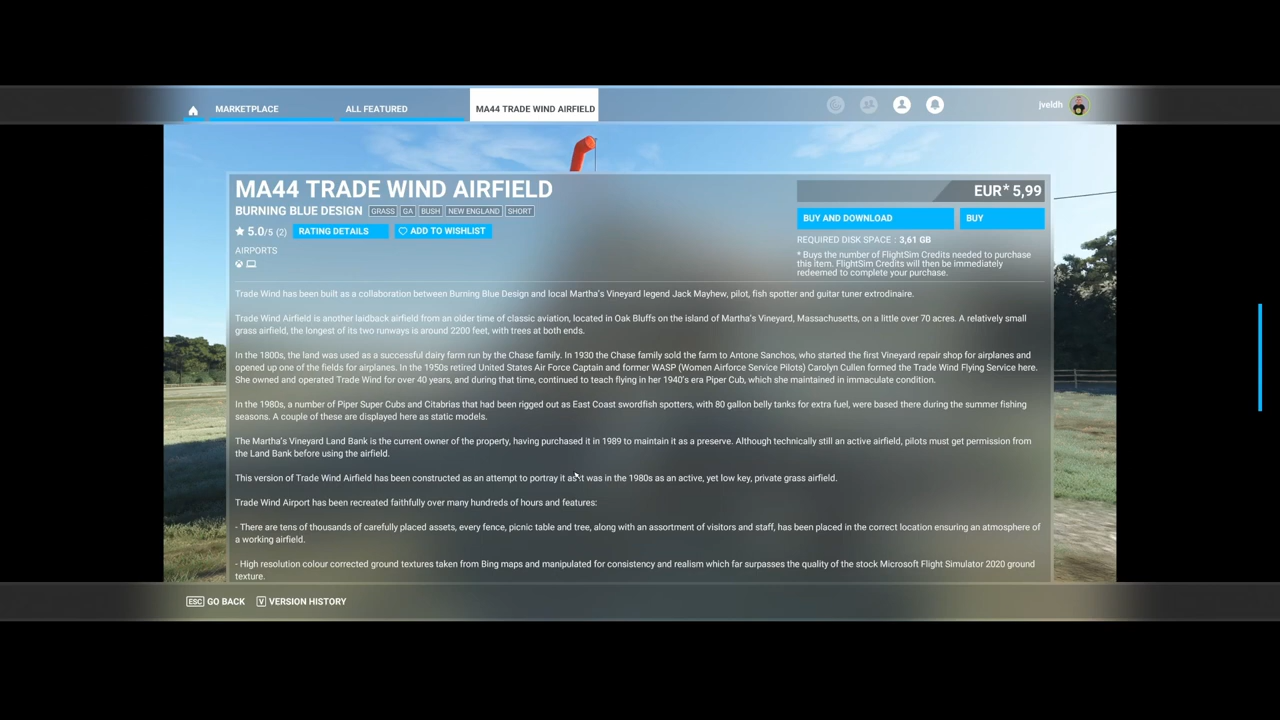 MARKETPLACE
ALL FEATURED
MA44 TRADE WIND AIRFIELD
jveldh
MA44 TRADE WIND AIRFIELD
EUR* 5,99
BURNING BLUE DESIGN GRASS GA BUSH NEW ENGLAND SHORT
BUY AND DOWNLOAD
BUY
5.0/5 (2) RATING DETAILS ADD TO WISHLIST
REQUIRED DISK SPACE : 3,61 GB
AIRPORTS
* Buys the number of FlightSim Credits needed to purchase
this item. FlightSim Credits will then be immediately
redeemed to complete your purchase.
Trade Wind has been built as a collaboration between Burning Blue Design and local Martha's Vineyard legend Jack Mayhew, pilot, fish spotter and guitar tuner extrodinaire.
Trade Wind Airfield is another laidback airfield from an older time of classic aviation, located in Oak Bluffs on the island of Martha's Vineyard, Massachusetts, on a little over 70 acres. A relatively small
grass airfield, the longest of its two runways is around 2200 feet, with trees at both ends.
In the 1800s, the land was used as a successful dairy farm run by the Chase family. In 1930 the Chase family sold the farm to Antone Sanchos, who started the first Vineyard repair shop for airplanes and
opened up one of the fields for airplanes. In the 1950s retired United States Air Force Captain and former WASP (Women Airforce Service Pilots) Carolyn Cullen formed the Trade Wind Flying Service here.
She owned and operated Trade Wind for over 40 years, and during that time, continued to teach flying in her 1940's era Piper Cub, which she maintained in immaculate condition.
In the 1980s, a number of Piper Super Cubs and Citabrias that had been rigged out as East Coast swordfish spotters, with 80 gallon belly tanks for extra fuel, were based there during the summer fishing
seasons. A couple of these are displayed here as static models.
The Martha's Vineyard Land Bank is the current owner of the property, having purchased it in 1989 to maintain it as a preserve. Although technically still an active airfield, pilots must get permission from
the Land Bank before using the airfield.
This version of Trade Wind Airfield has been constructed as an attempt to portray it as it was in the 1980s as an active, yet low key, private grass airfield.
Trade Wind Airport has been recreated faithfully over many hundreds of hours and features:
- There are tens of thousands of carefully placed assets, every fence, picnic table and tree, along with an assortment of visitors and staff, has been placed in the correct location ensuring an atmosphere of
a working airfield.
- High resolution colour corrected ground textures taken from Bing maps and manipulated for consistency and realism which far surpasses the quality of the stock Microsoft Flight Simulator 2020 ground
texture.
ESC GO BACK V VERSION HISTORY